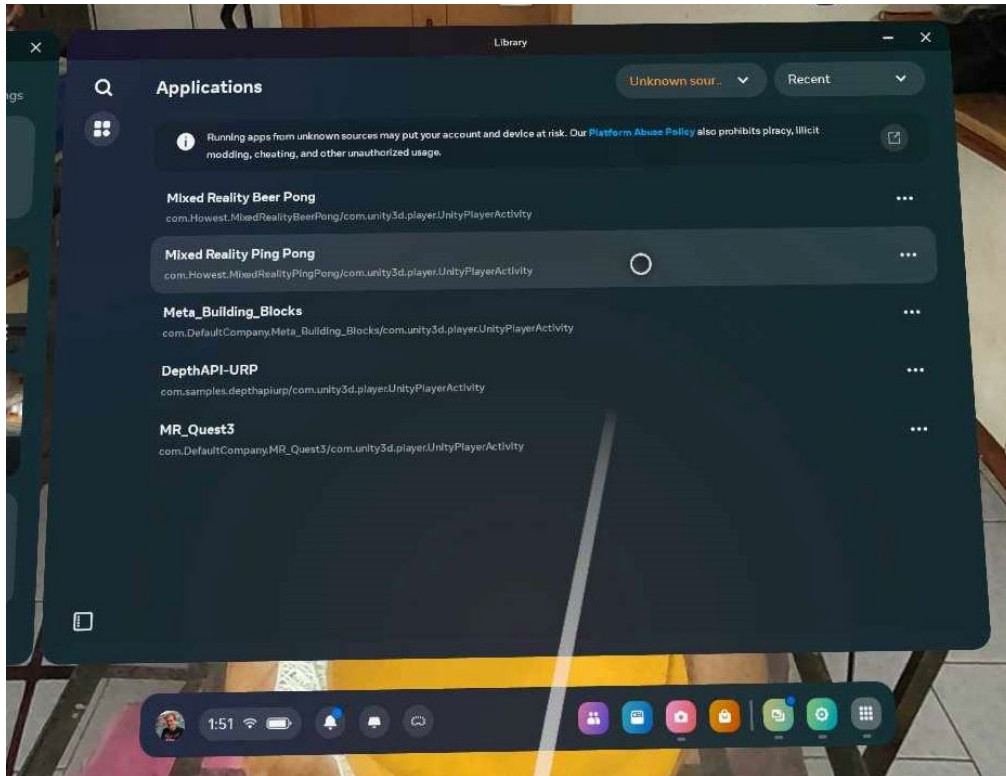 Library
ngs
Applications
Unknown sour..
Recent
Running apps from unknown sources may put your account and device at risk. Our Platform Abuse Policy also prohibits piracy, illicit
modding, cheating, and other unauthorized usage.
Mixed Reality Beer Pong
com.Howest.MixedRealityBeerPong/com.unity3d.player.UnityPlayerActivity
Mixed Reality Ping Pong
com.Howest.MixedRealityPingPong/com.unity3d.player.UnityPlayerActivity
Meta_Building_Blocks
com.DefaultCompany.Meta_Building_Blocks/com.unity3d.player.UnityPlayerActivity
DepthAPI-URP
com.samples.depthapiurp/com.unity3d.player.UnityPlayerActivity
MR_Quest3
com.DefaultCompany.MR_Quest3/com.unity3d.player.UnityPlayerActivity
1:51